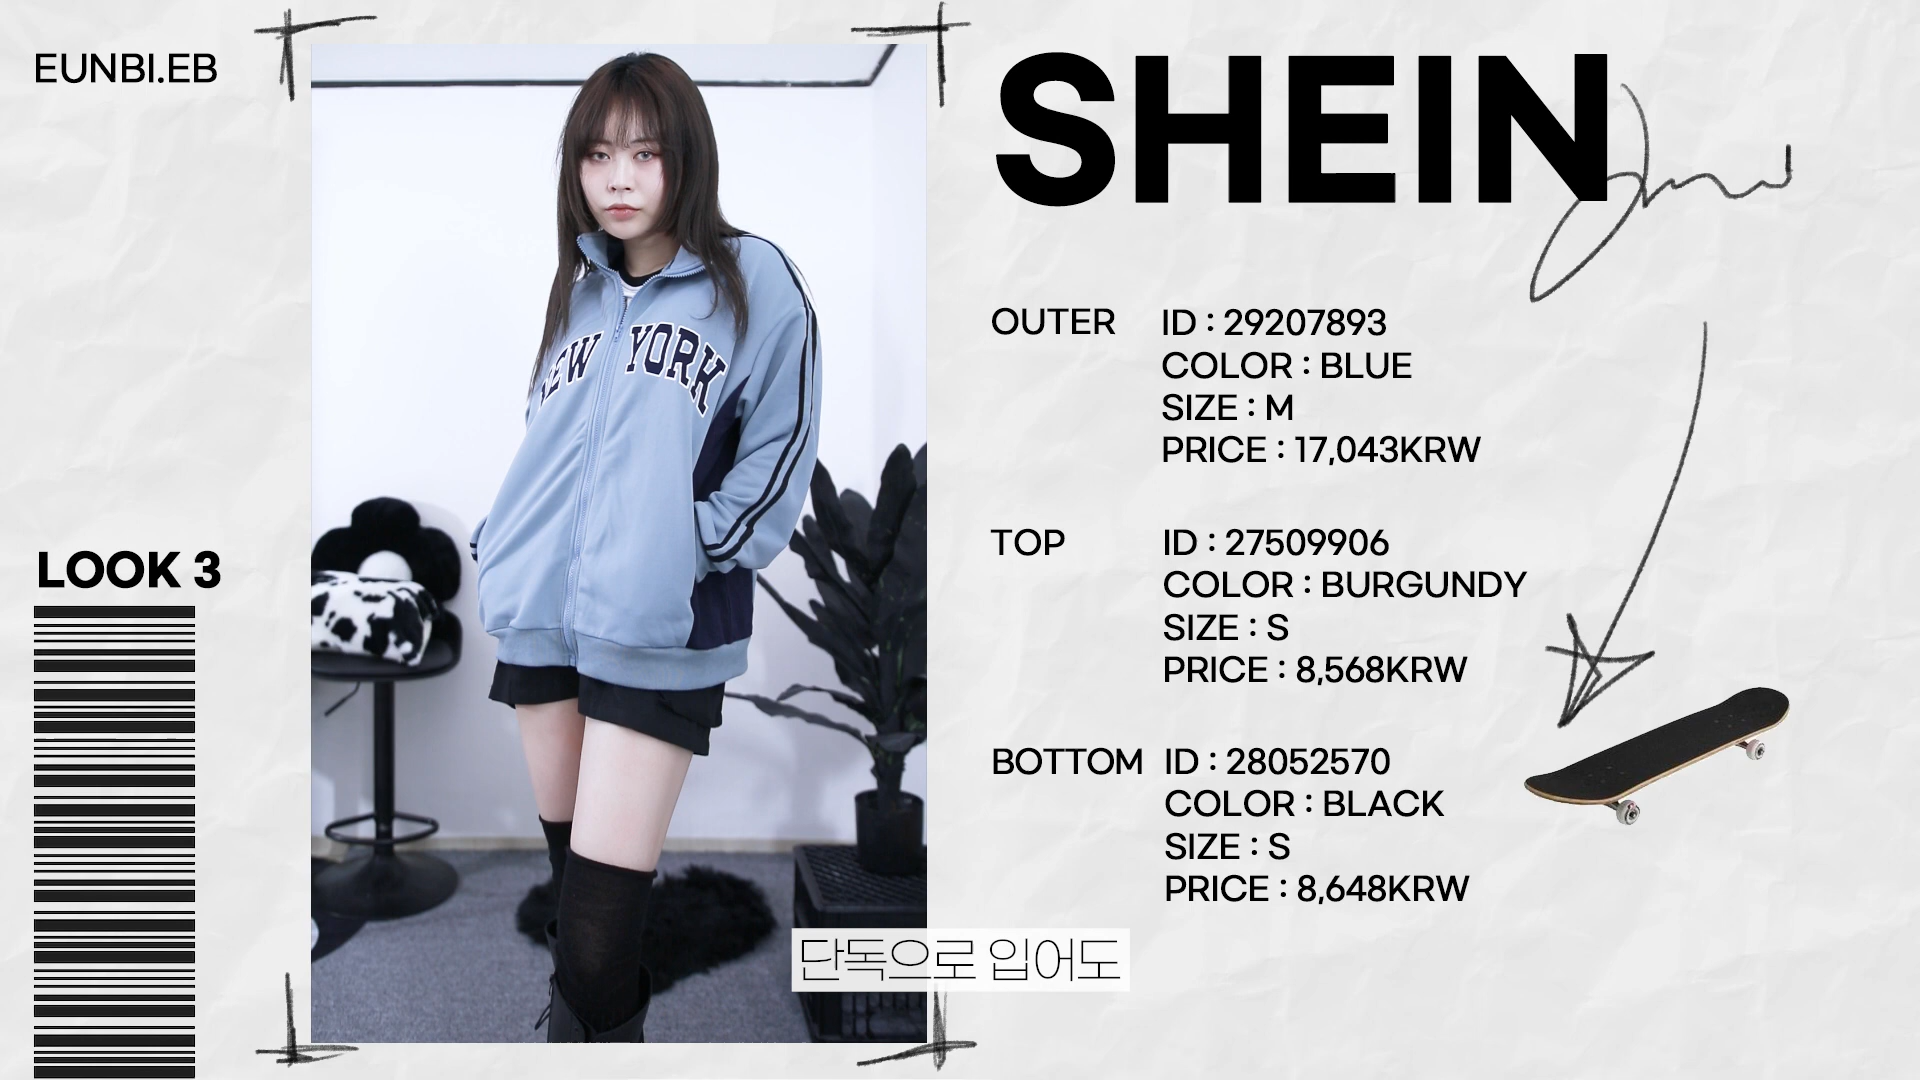 EUNBI.EB
LOOK 3
NEW YORK
SHEIN
OUTER
ID : 29207893
COLOR : BLUE
SIZE : M
PRICE : 17,043KRW
TOP
ID : 27509906
COLOR : BURGUNDY
SIZE : S
PRICE : 8,568KRW
BOTTOM
ID : 28052570
COLOR : BLACK
SIZE : S
PRICE : 8,648KRW
단독으로 입어도